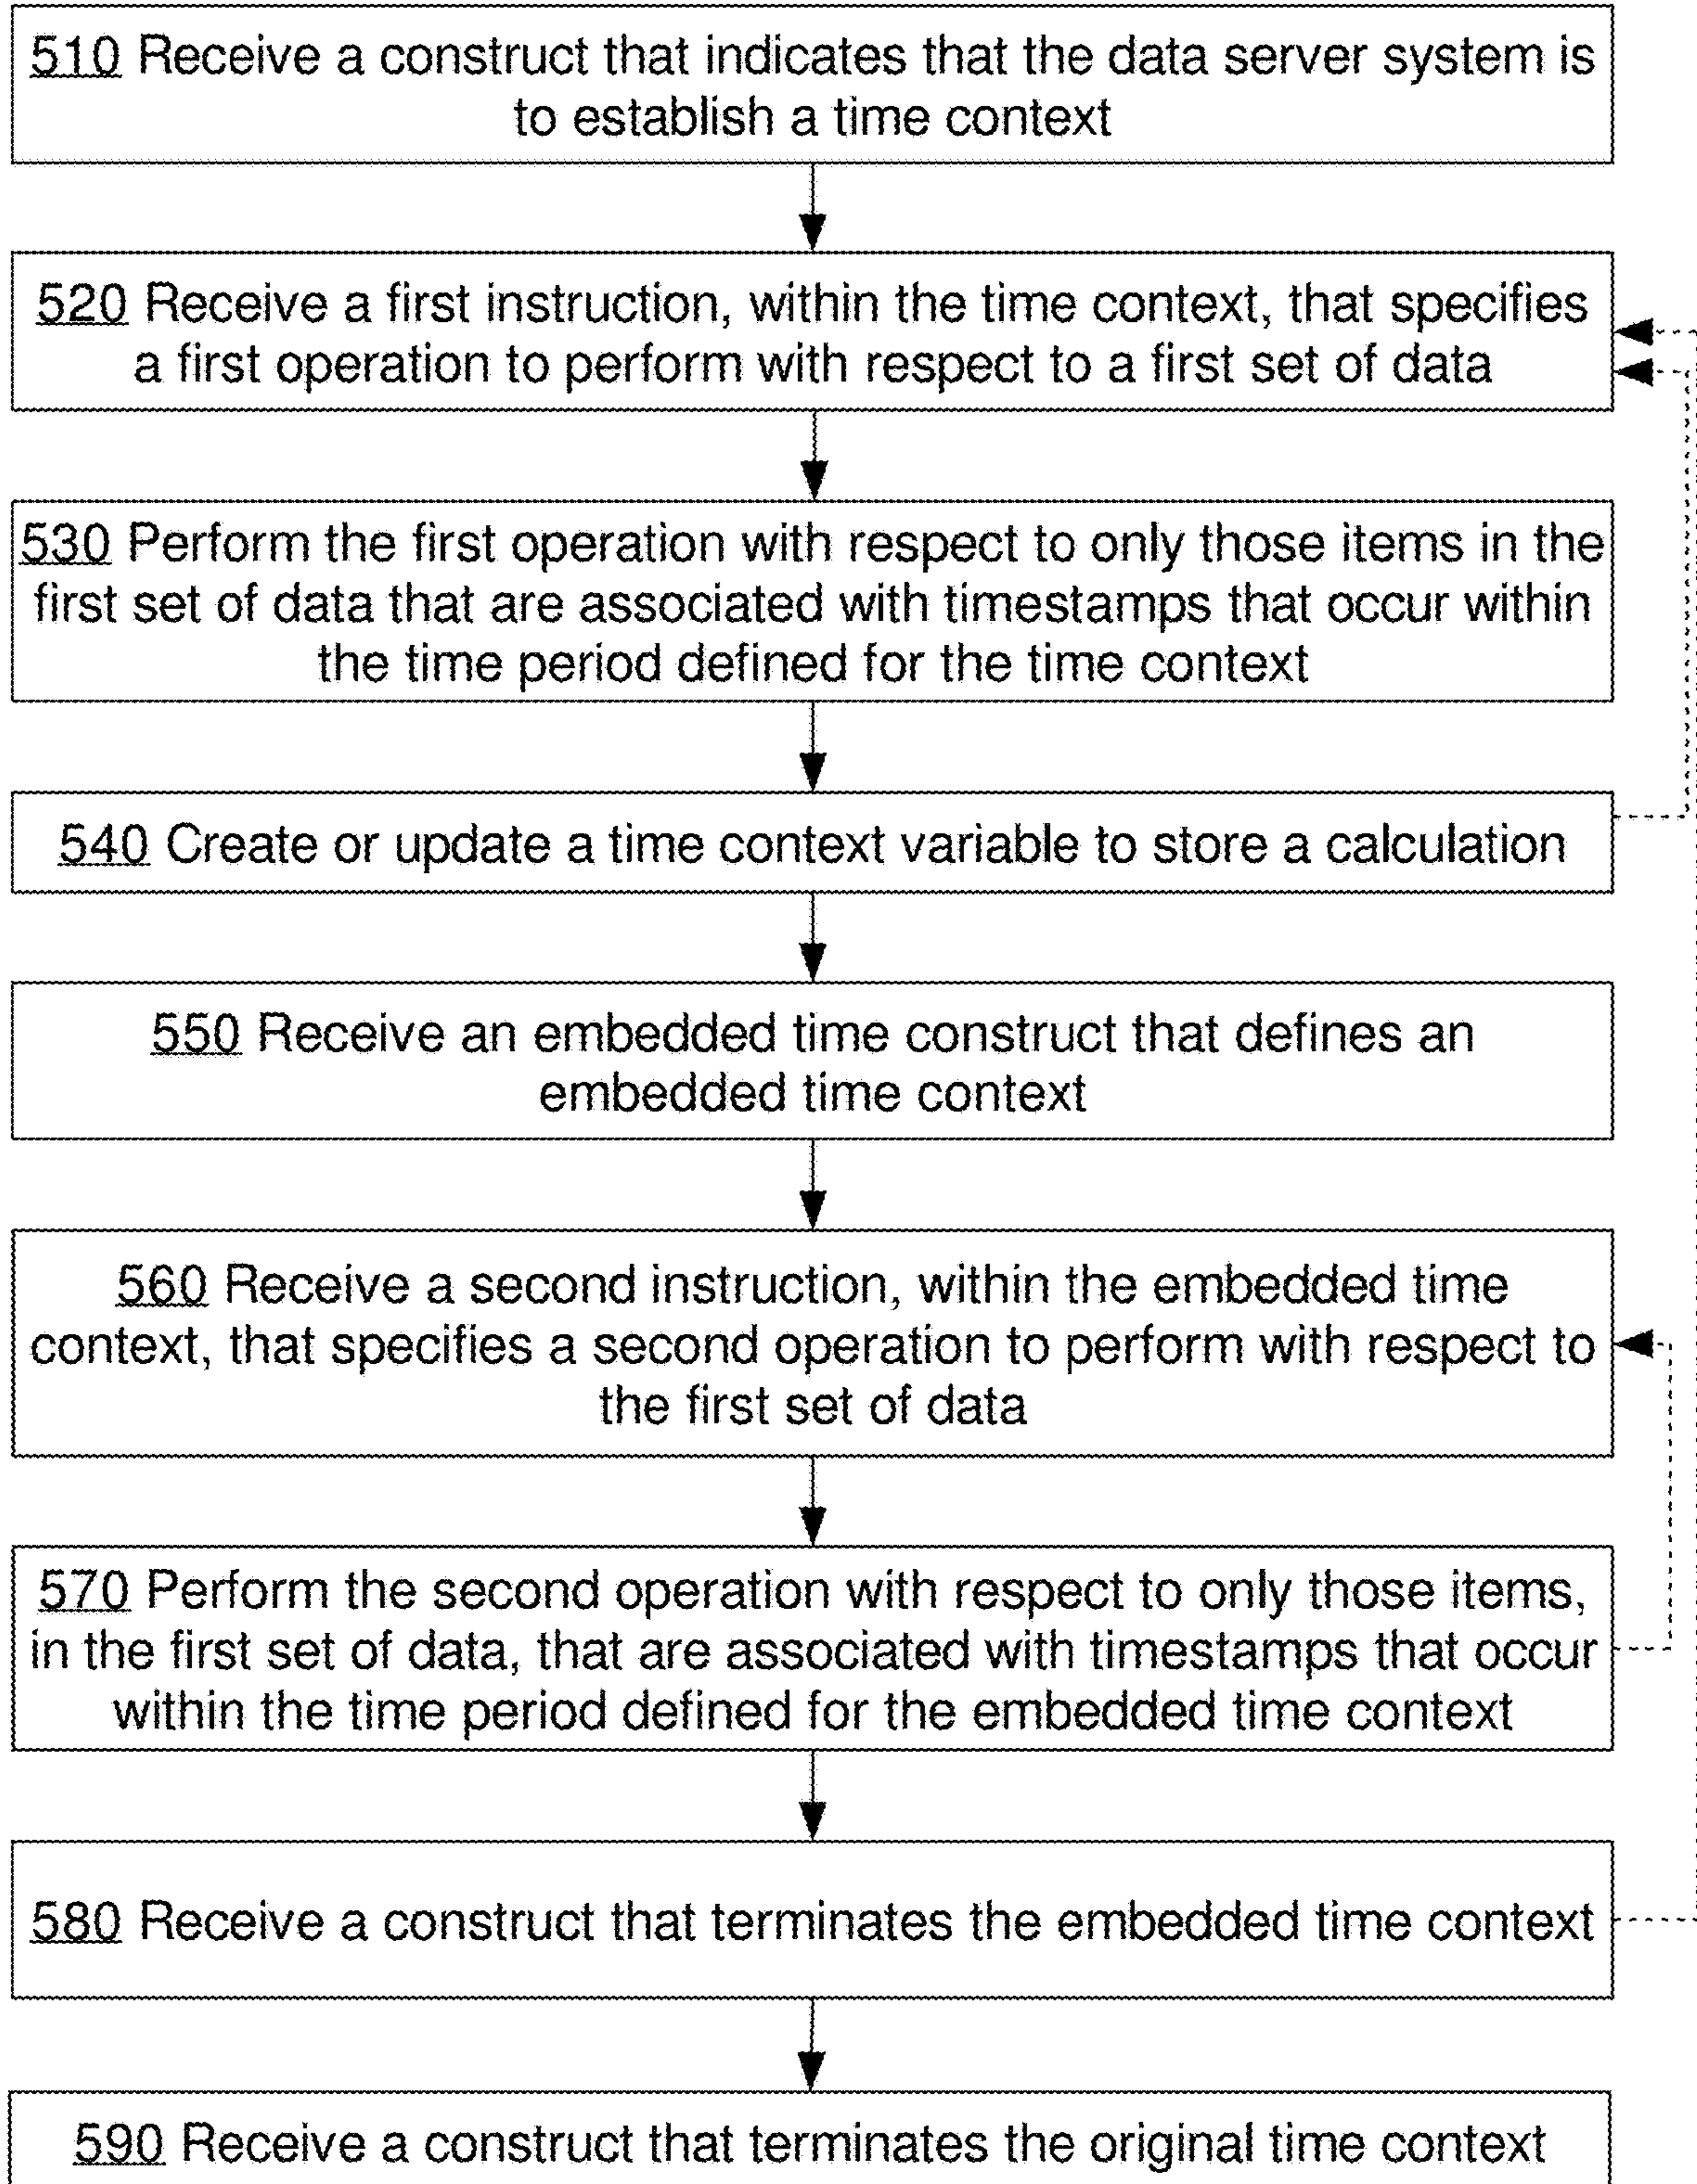 510 Receive a construct that indicates that the data server system is
to establish a time context
520 Receive a first instruction, within the time context, that specifies
a first operation to perform with respect to a first set of data
530 Perform the first operation with respect to only those items in the
first set of data that are associated with timestamps that occur within
the time period defined for the time context
540 Create or update a time context variable to store a calculation
550 Receive an embedded time construct that defines an
embedded time context
560 Receive a second instruction, within the embedded time
context, that specifies a second operation to perform with respect to
the first set of data
570 Perform the second operation with respect to only those items,
in the first set of data, that are associated with timestamps that occur
within the time period defined for the embedded time context
580 Receive a construct that terminates the embedded time context
590 Receive a construct that terminates the original time context